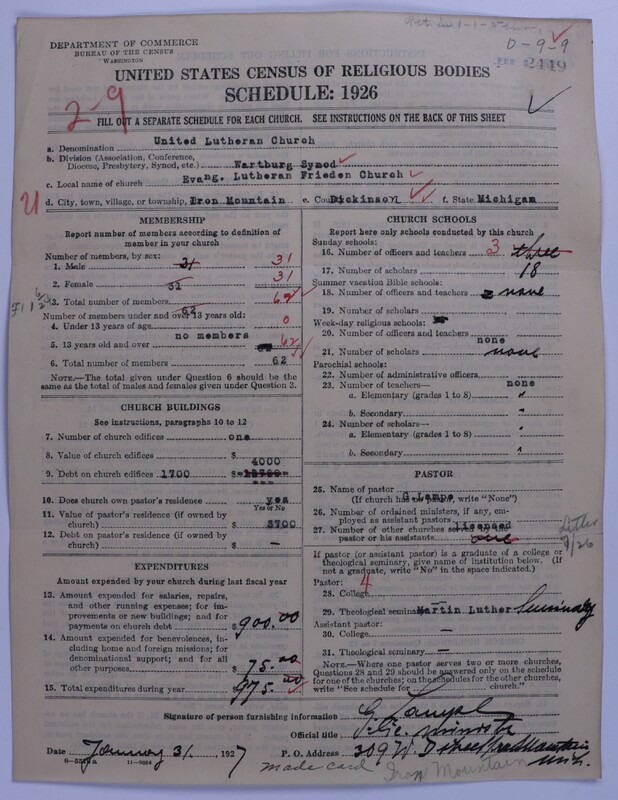 D-9-9
2119
DEPARTMENT OF COMMERCE
BUREAU OF THE CENSUS
WASHINGTON
UNITED STATES CENSUS OF RELIGIOUS BODIES
SCHEDULE: 1926
2-9
FILL OUT A SEPARATE SCHEDULE FOR EACH CHURCH. SEE INSTRUCTIONS ON THE BACK OF THIS SHEET
a. Denomination United Lutheran Church
b. Division (Association, Conference,
Diocese, Presbytery, Synod, etc.) Wartburg Synod
c. Local name of church Evang. Lutheran Frieden Church
d. City, town, village, or township, Iron Mountain e. County Dickinson f. State Michigan
MEMBERSHIP
Report number of members according to definition of
member in your church
Number of members, by sex:
1. Male 31 31
2. Female 31 31
3. Total number of members 62 62
Number of members under and over 13 years old:
4. Under 13 years of age no members 0
5. 13 years old and over 62
6. Total number of members 62
NOTE.—The total given under Question 6 should be the
same as the total of males and females given under Question 3.
CHURCH BUILDINGS
See instructions, paragraphs 10 to 12
7. Number of church edifices one
8. Value of church edifices $ 4000
9. Debt on church edifices 1700 $
10. Does church own pastor's residence yes
Yes or No
11. Value of pastor's residence (if owned by
church) $ 3700
12. Debt on pastor's residence (if owned by
church) $ —
EXPENDITURES
Amount expended by your church during last fiscal year
13. Amount expended for salaries, repairs,
and other running expenses; for im-
provements or new buildings; and for
payments on church debt $ 900.00
14. Amount expended for benevolences, in-
cluding home and foreign missions; for
denominational support; and for all
other purposes $ 75.00
15. Total expenditures during year $ 975.00
CHURCH SCHOOLS
Report here only schools conducted by this church
Sunday schools:
16. Number of officers and teachers 3 three
17. Number of scholars 18
Summer vacation Bible schools:
18. Number of officers and teachers none
19. Number of scholars
Week-day religious schools:
20. Number of officers and teachers none
21. Number of scholars none
Parochial schools:
22. Number of administrative officers
23. Number of teachers— none
a. Elementary (grades 1 to 8) "
b. Secondary "
24. Number of scholars—
a. Elementary (grades 1 to 8) "
b. Secondary "
PASTOR
25. Name of pastor G Lampe
(If church has no pastor, write "None")
26. Number of ordained ministers, if any, em-
ployed as assistant pastors licensed
27. Number of other churches served by the
pastor or his assistants one
If pastor (or assistant pastor) is a graduate of a college or
theological seminary, give name of institution below. (If
not a graduate, write "No" in the space indicated.)
Pastor: 4
28. College
29. Theological seminary Martin Luther Seminary
Assistant pastor:
30. College —
31. Theological seminary —
NOTE.—Where one pastor serves two or more churches,
Questions 28 and 29 should be answered only on the schedule
for one of the churches; on the schedules for the other churches,
write "See schedule for church."
Signature of person furnishing information
Official title Lic. minister
Date January 31, 1927 P. O. Address 309 W. D street Iron Mountain
Mich.
11-9054
made card Iron Mountain